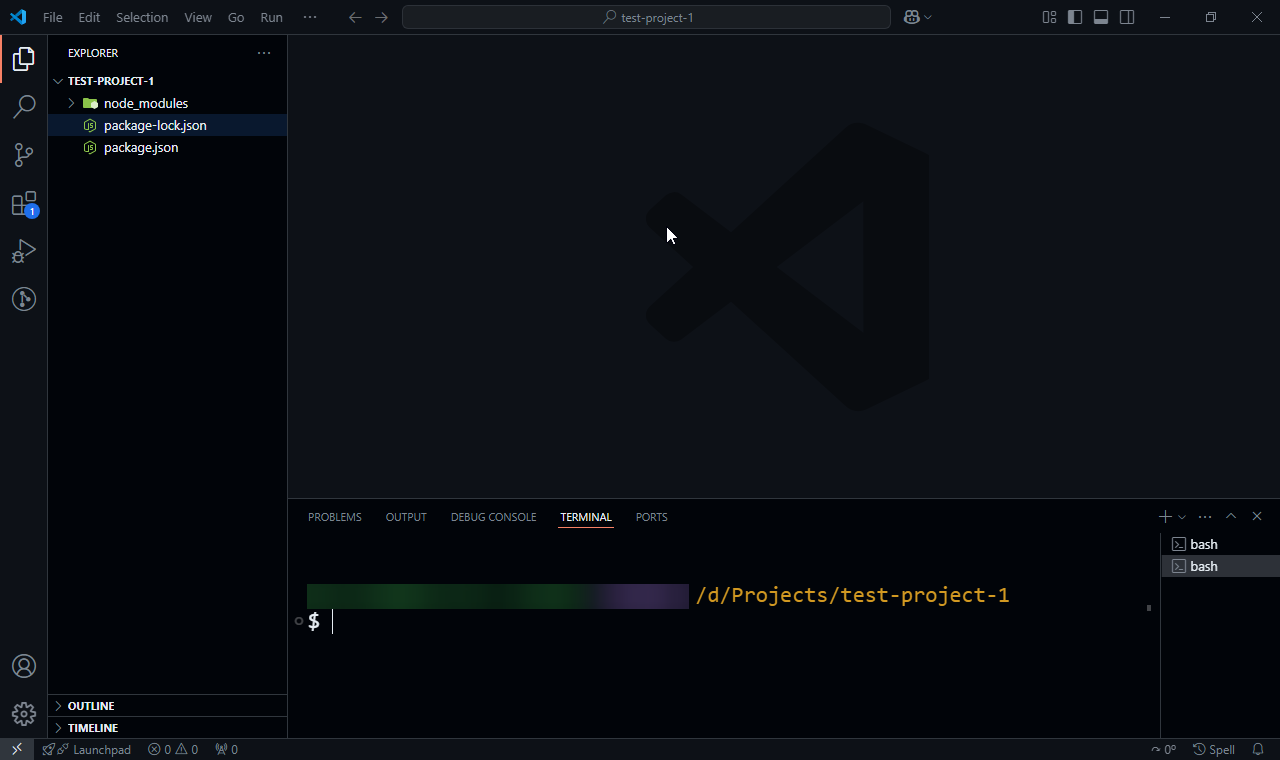 File Edit Selection View Go Run ··· test-project-1
EXPLORER ···
TEST-PROJECT-1
node_modules
package-lock.json
package.json
1
PROBLEMS OUTPUT DEBUG CONSOLE TERMINAL PORTS
bash
bash
/d/Projects/test-project-1
$
OUTLINE
TIMELINE
Launchpad 0 0 0 0° Spell